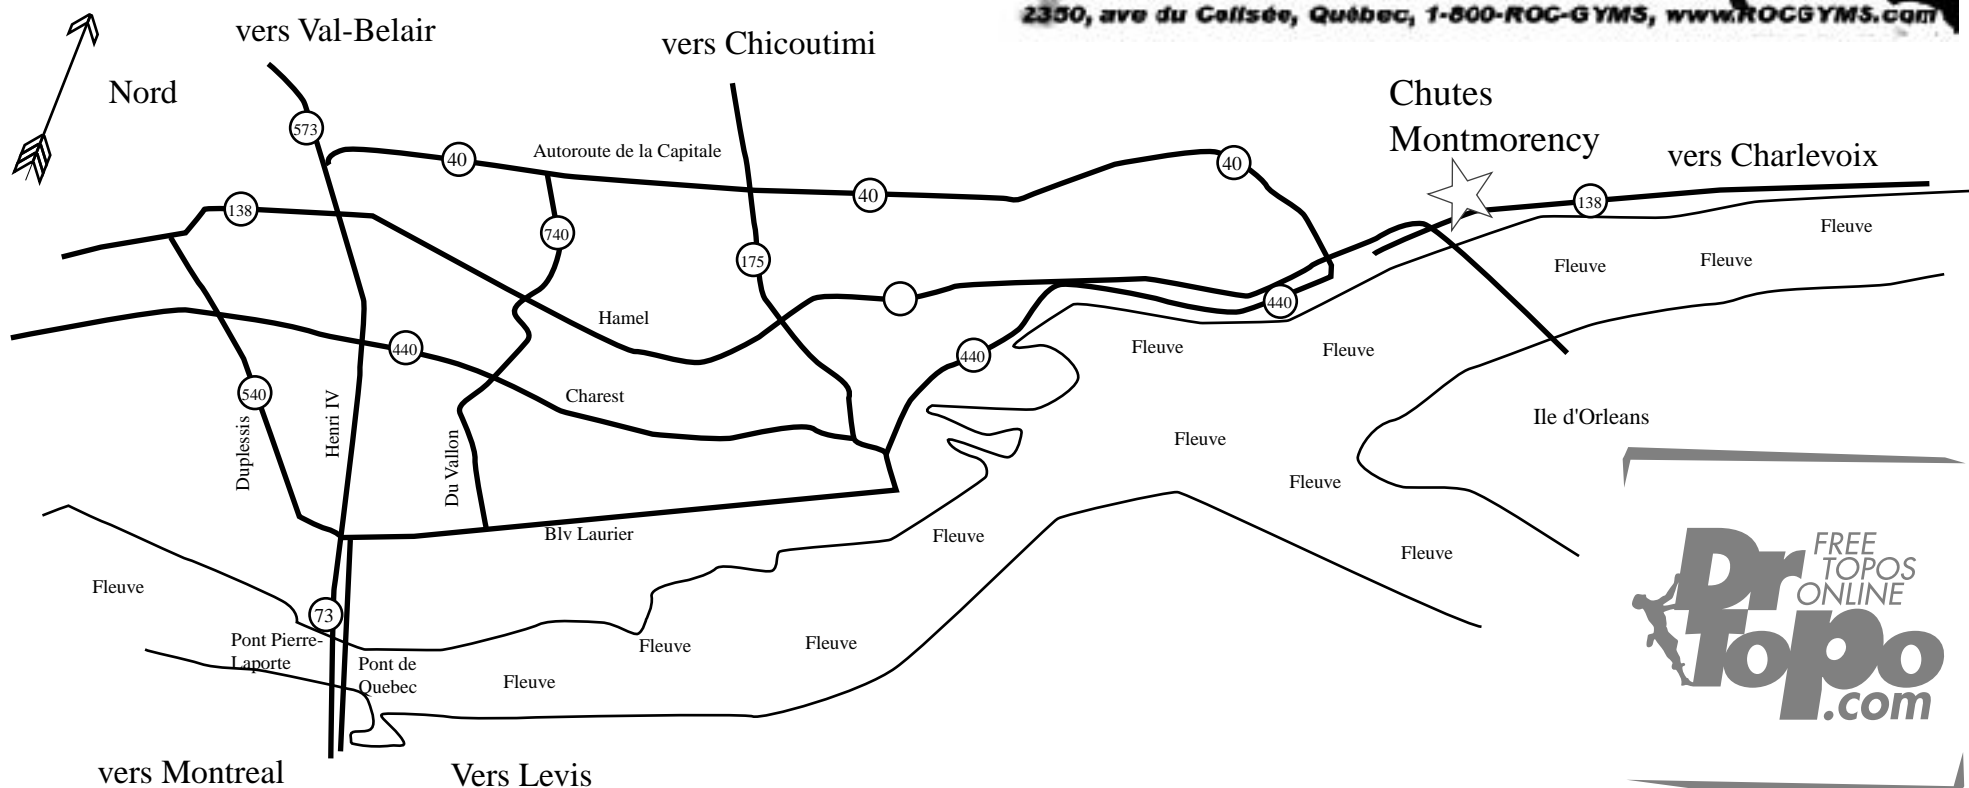 2350, ave du Colisée, Québec, 1-800-ROC-GYMS, www.ROCGYMS.com
vers Val-Belair
vers Chicoutimi
Nord
Chutes
Montmorency
vers Charlevoix
573
40
Autoroute de la Capitale
40
40
138
138
740
175
Fleuve
Fleuve
Fleuve
440
Hamel
440
440
Fleuve
Fleuve
540
Charest
Duplessis
Henri IV
Du Vallon
Ile d'Orleans
Fleuve
Fleuve
Blv Laurier
Fleuve
Fleuve
Fleuve
73
Pont Pierre-
Laporte
Pont de
Quebec
Fleuve
Fleuve
Fleuve
vers Montreal
Vers Levis
Dr
Topo
.com
FREE
TOPOS
ONLINE